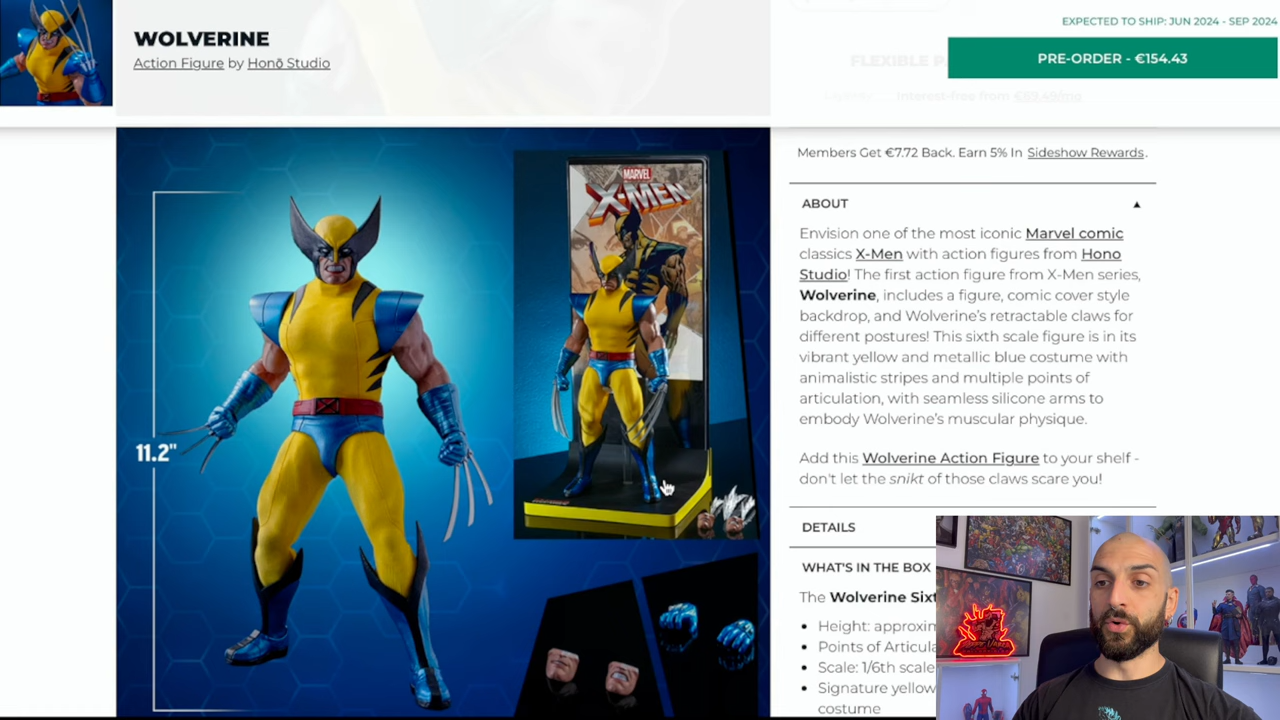 WOLVERINE
Action Figure by Honō Studio
EXPECTED TO SHIP: JUN 2024 - SEP 2024
PRE-ORDER - €154.43
FLEXIBLE
Interest-free from €69.49/mo
Members Get €7.72 Back. Earn 5% In Sideshow Rewards.
ABOUT
Envision one of the most iconic Marvel comic
classics X-Men with action figures from Hono
Studio! The first action figure from X-Men series,
Wolverine, includes a figure, comic cover style
backdrop, and Wolverine's retractable claws for
different postures! This sixth scale figure is in its
vibrant yellow and metallic blue costume with
animalistic stripes and multiple points of
articulation, with seamless silicone arms to
embody Wolverine's muscular physique.
Add this Wolverine Action Figure to your shelf -
don't let the snikt of those claws scare you!
DETAILS
WHAT'S IN THE BOX
The Wolverine Sixt
Height: approxim
Points of Articula
Scale: 1/6th scale
Signature yellow
costume
11.2"
MARVEL
X-MEN